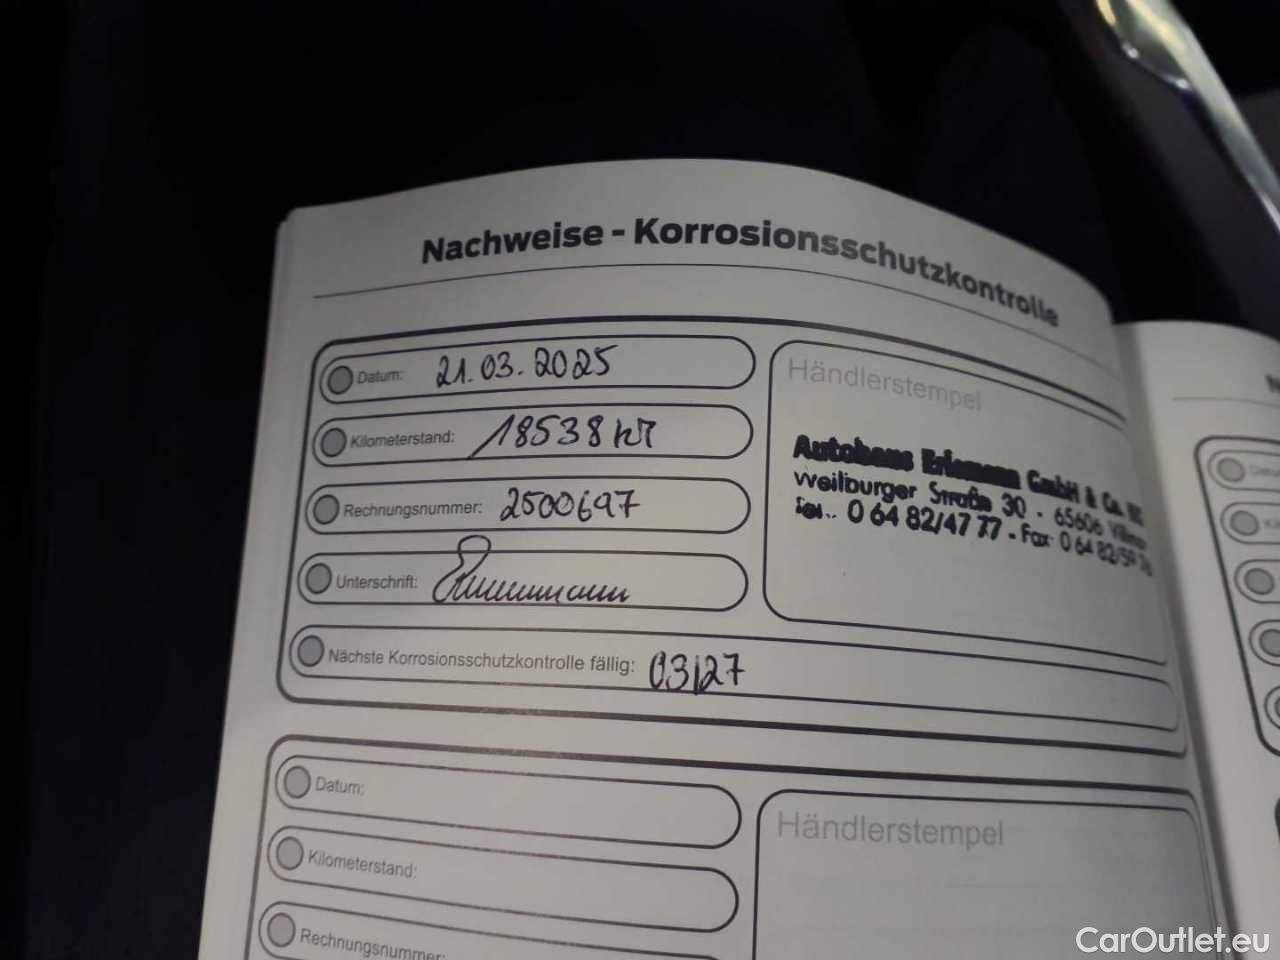 Nachweise - Korrosionsschutzkontrolle
Datum: 21.03.2025
Kilometerstand: 18538 KM
Rechnungsnummer: 2500697
Unterschrift:
Nächste Korrosionsschutzkontrolle fällig: 03/27
Händlerstempel
Autohaus Erlemann GmbH & Co. KG
Weilburger Straße 30 - 65606
Tel.. 0 64 82/47 77 - Fax 0 64 82/59
Datum:
Kilometerstand:
Rechnungsnummer:
Händlerstempel
CarOutlet.eu